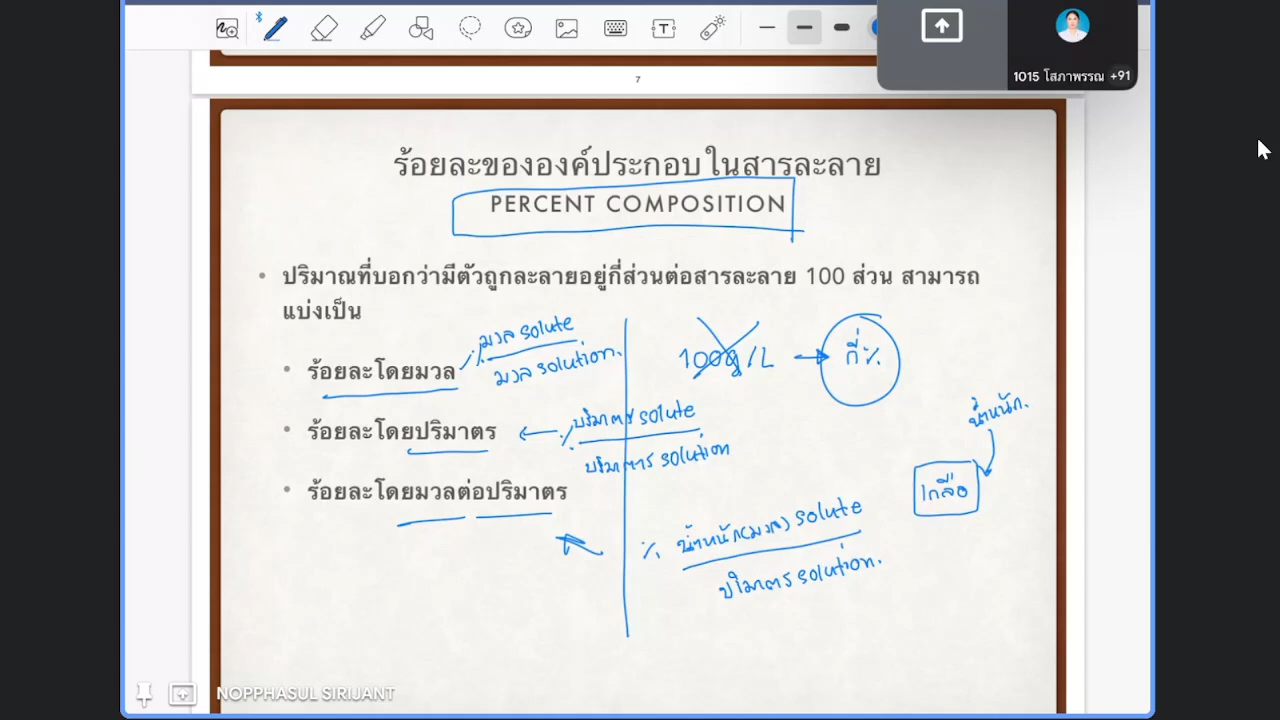 1015 โสภาพรรณ +91
7
ร้อยละขององค์ประกอบในสารละลาย
PERCENT COMPOSITION
• ปริมาณที่บอกว่ามีตัวถูกละลายอยู่กี่ส่วนต่อสารละลาย 100 ส่วน สามารถ
แบ่งเป็น
• ร้อยละโดยมวล
% มวล solute
มวล solution.
100g/L → กี่ %
• ร้อยละโดยปริมาตร
% ปริมาตร solute
ปริมาตร solution
น้ำหนัก.
เกลือ
• ร้อยละโดยมวลต่อปริมาตร
% น้ำหนัก(มวล) solute
ปริมาตร solution.
NOPPHASUL SIRIJANT